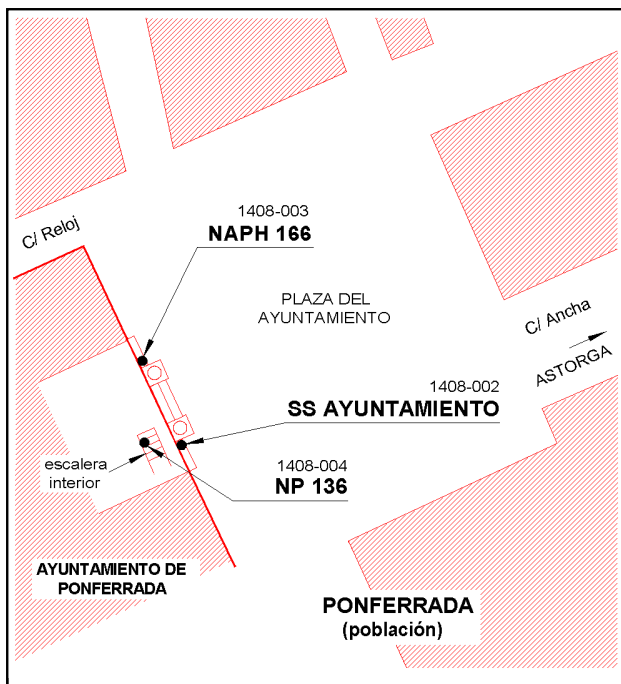 C/ Reloj
1408-003
NAPH 166
PLAZA DEL
AYUNTAMIENTO
C/ Ancha
ASTORGA
1408-002
SS AYUNTAMIENTO
escalera
interior
1408-004
NP 136
AYUNTAMIENTO DE
PONFERRADA
PONFERRADA
(población)